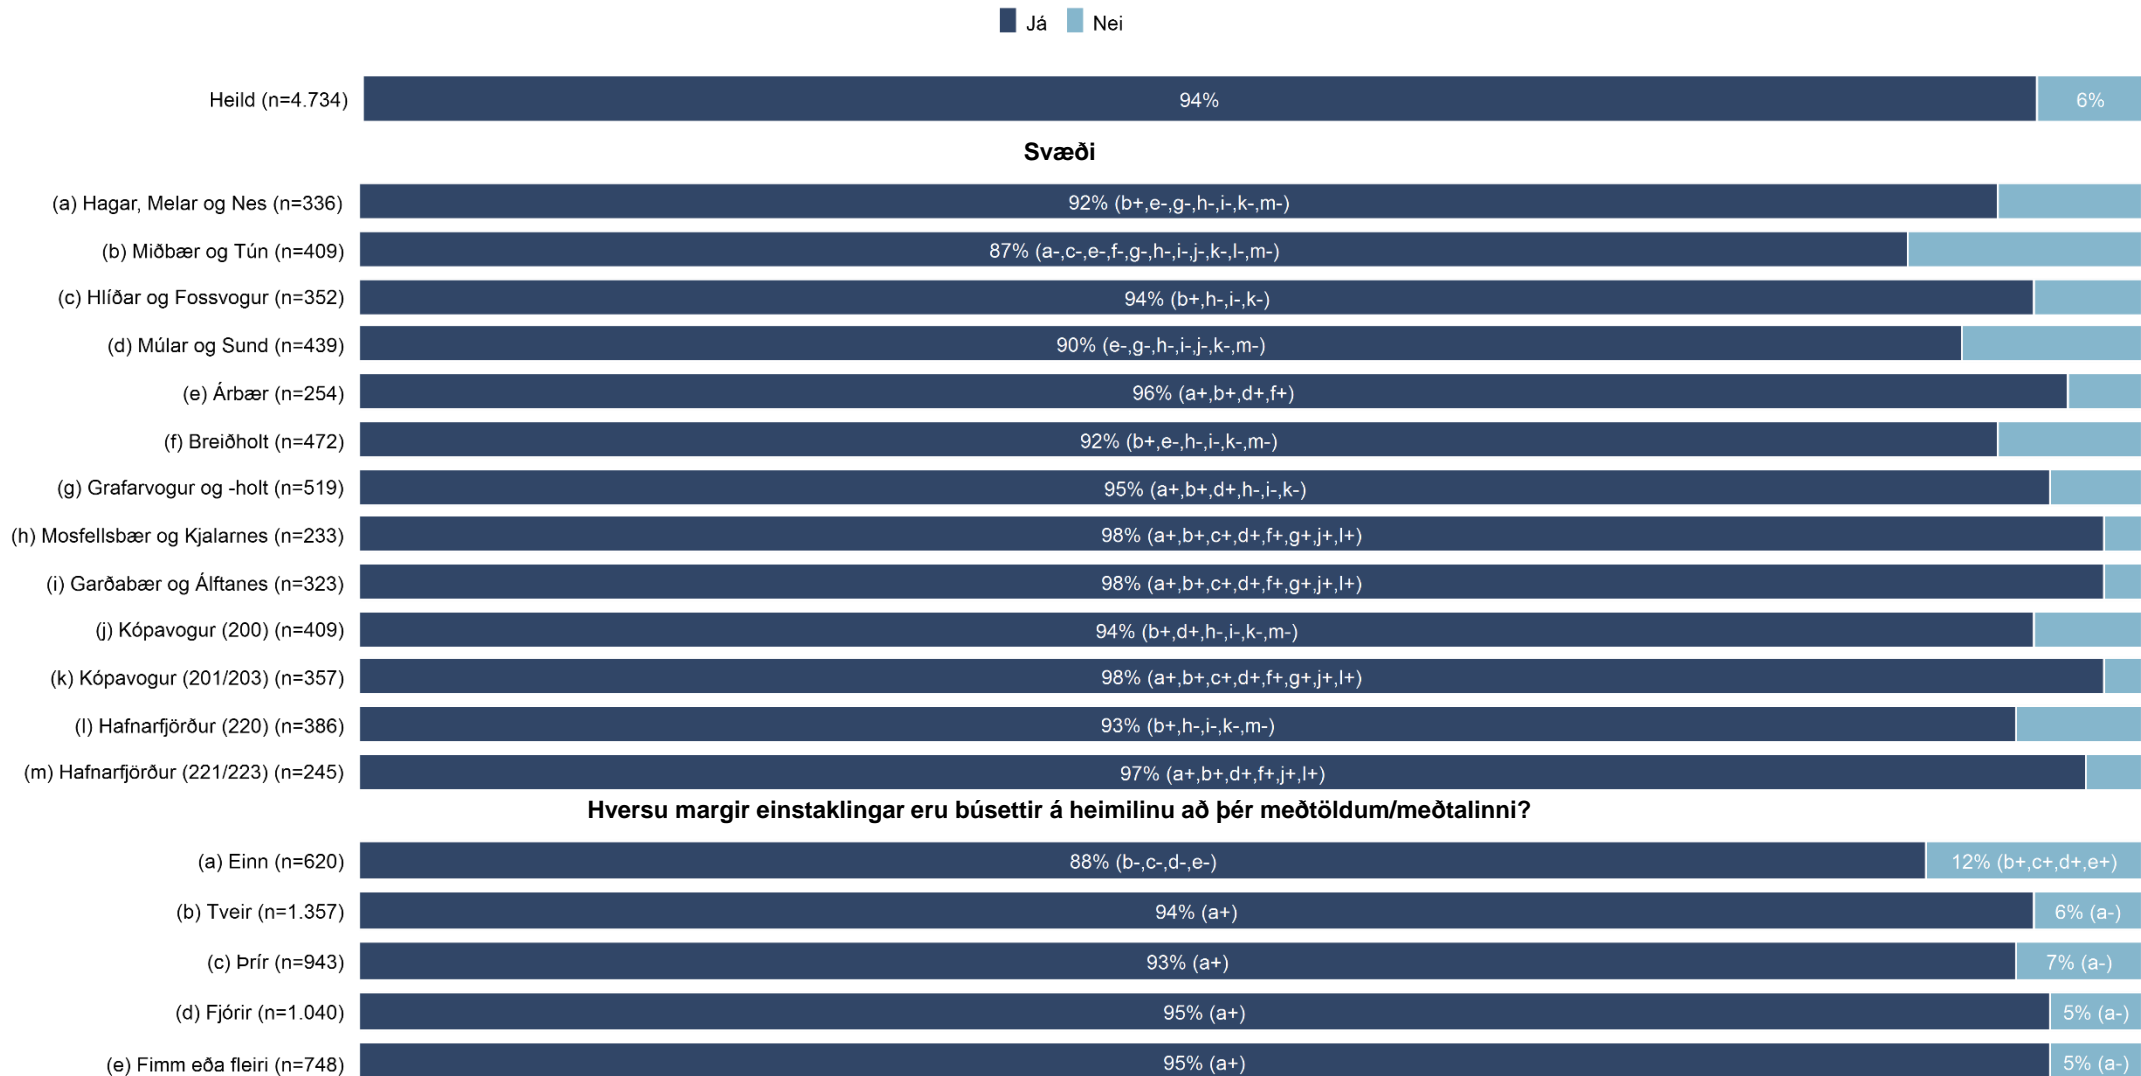 Já Nei
Heild (n=4.734) 94% 6%
Svæði
(a) Hagar, Melar og Nes (n=336) 92% (b+,e-,g-,h-,i-,k-,m-)
(b) Miðbær og Tún (n=409) 87% (a-,c-,e-,f-,g-,h-,i-,j-,k-,l-,m-)
(c) Hlíðar og Fossvogur (n=352) 94% (b+,h-,i-,k-)
(d) Múlar og Sund (n=439) 90% (e-,g-,h-,i-,j-,k-,m-)
(e) Árbær (n=254) 96% (a+,b+,d+,f+)
(f) Breiðholt (n=472) 92% (b+,e-,h-,i-,k-,m-)
(g) Grafarvogur og -holt (n=519) 95% (a+,b+,d+,h-,i-,k-)
(h) Mosfellsbær og Kjalarnes (n=233) 98% (a+,b+,c+,d+,f+,g+,j+,l+)
(i) Garðabær og Álftanes (n=323) 98% (a+,b+,c+,d+,f+,g+,j+,l+)
(j) Kópavogur (200) (n=409) 94% (b+,d+,h-,i-,k-,m-)
(k) Kópavogur (201/203) (n=357) 98% (a+,b+,c+,d+,f+,g+,j+,l+)
(l) Hafnarfjörður (220) (n=386) 93% (b+,h-,i-,k-,m-)
(m) Hafnarfjörður (221/223) (n=245) 97% (a+,b+,d+,f+,j+,l+)
Hversu margir einstaklingar eru búsettir á heimilinu að þér meðtöldum/meðtalinni?
(a) Einn (n=620) 88% (b-,c-,d-,e-) 12% (b+,c+,d+,e+)
(b) Tveir (n=1.357) 94% (a+) 6% (a-)
(c) Þrír (n=943) 93% (a+) 7% (a-)
(d) Fjórir (n=1.040) 95% (a+) 5% (a-)
(e) Fimm eða fleiri (n=748) 95% (a+) 5% (a-)